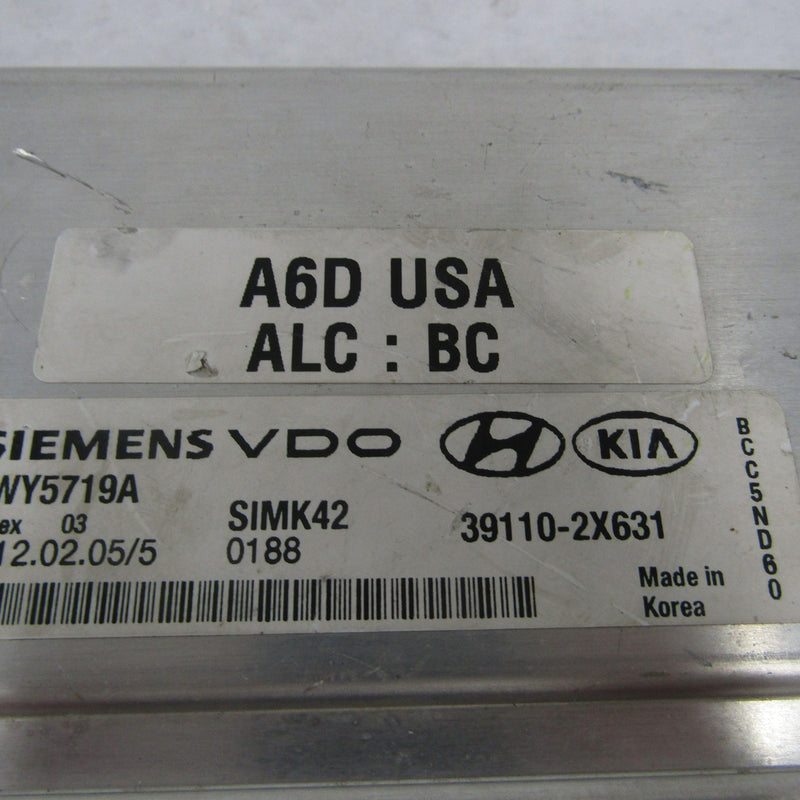 A6D USA
ALC : BC
SIEMENS VDO
KIA
WY5719A
SIMK42
39110-2X631
ex 03
12.02.05/5
0188
Made in
Korea
BCC5ND60